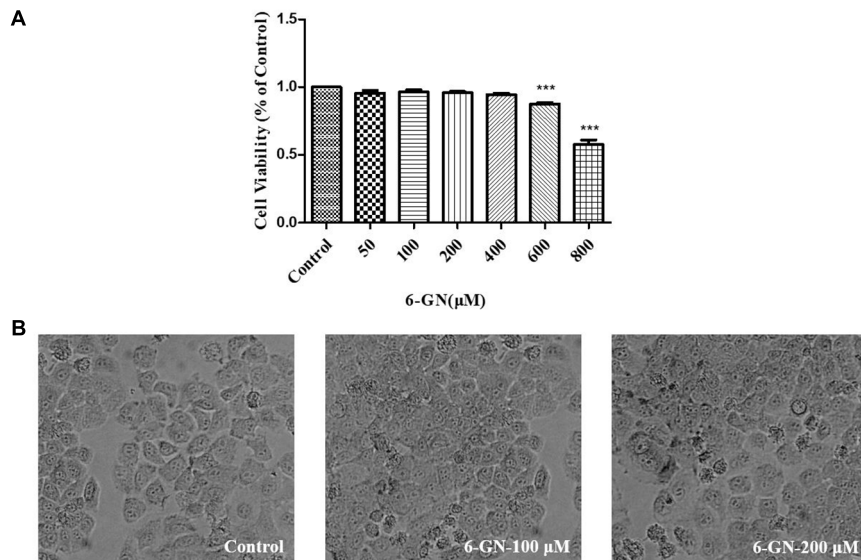 A
Cell Viability (% of Control)
1.5
1.0
0.5
0.0
***
***
Control
50
100
200
400
600
800
6-GN(μM)
B
Control
6-GN-100 μM
6-GN-200 μM